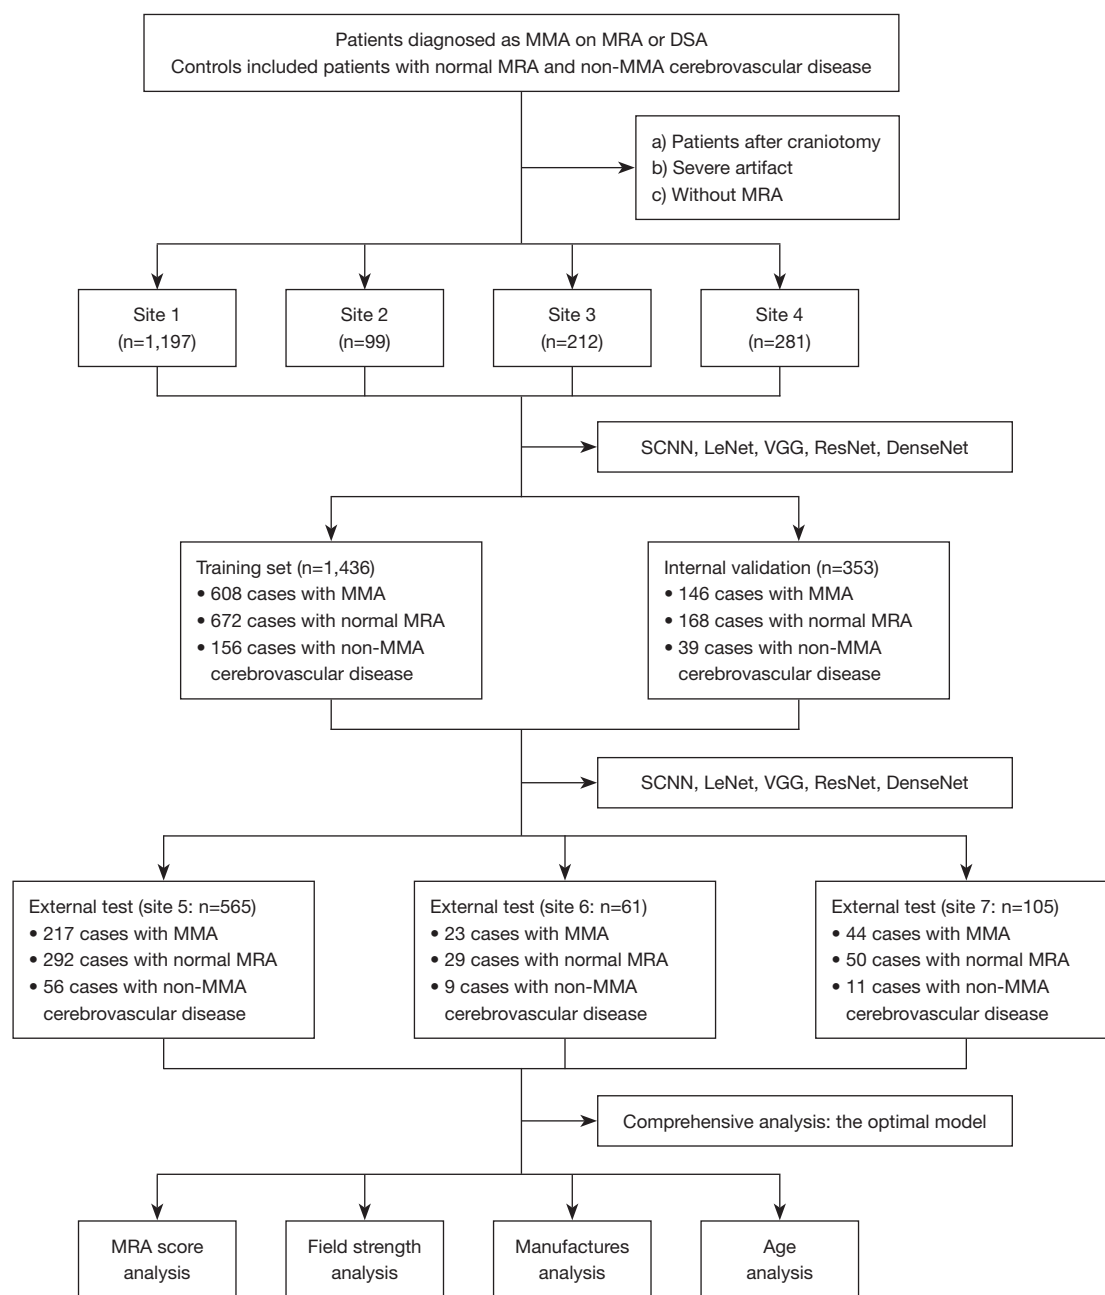 Patients diagnosed as MMA on MRA or DSA
Controls included patients with normal MRA and non-MMA cerebrovascular disease
a) Patients after craniotomy
b) Severe artifact
c) Without MRA
Site 1
(n=1,197)
Site 2
(n=99)
Site 3
(n=212)
Site 4
(n=281)
SCNN, LeNet, VGG, ResNet, DenseNet
Training set (n=1,436)
• 608 cases with MMA
• 672 cases with normal MRA
• 156 cases with non-MMA
cerebrovascular disease
Internal validation (n=353)
• 146 cases with MMA
• 168 cases with normal MRA
• 39 cases with non-MMA
cerebrovascular disease
SCNN, LeNet, VGG, ResNet, DenseNet
External test (site 5: n=565)
• 217 cases with MMA
• 292 cases with normal MRA
• 56 cases with non-MMA
cerebrovascular disease
External test (site 6: n=61)
• 23 cases with MMA
• 29 cases with normal MRA
• 9 cases with non-MMA
cerebrovascular disease
External test (site 7: n=105)
• 44 cases with MMA
• 50 cases with normal MRA
• 11 cases with non-MMA
cerebrovascular disease
Comprehensive analysis: the optimal model
MRA score
analysis
Field strength
analysis
Manufactures
analysis
Age
analysis